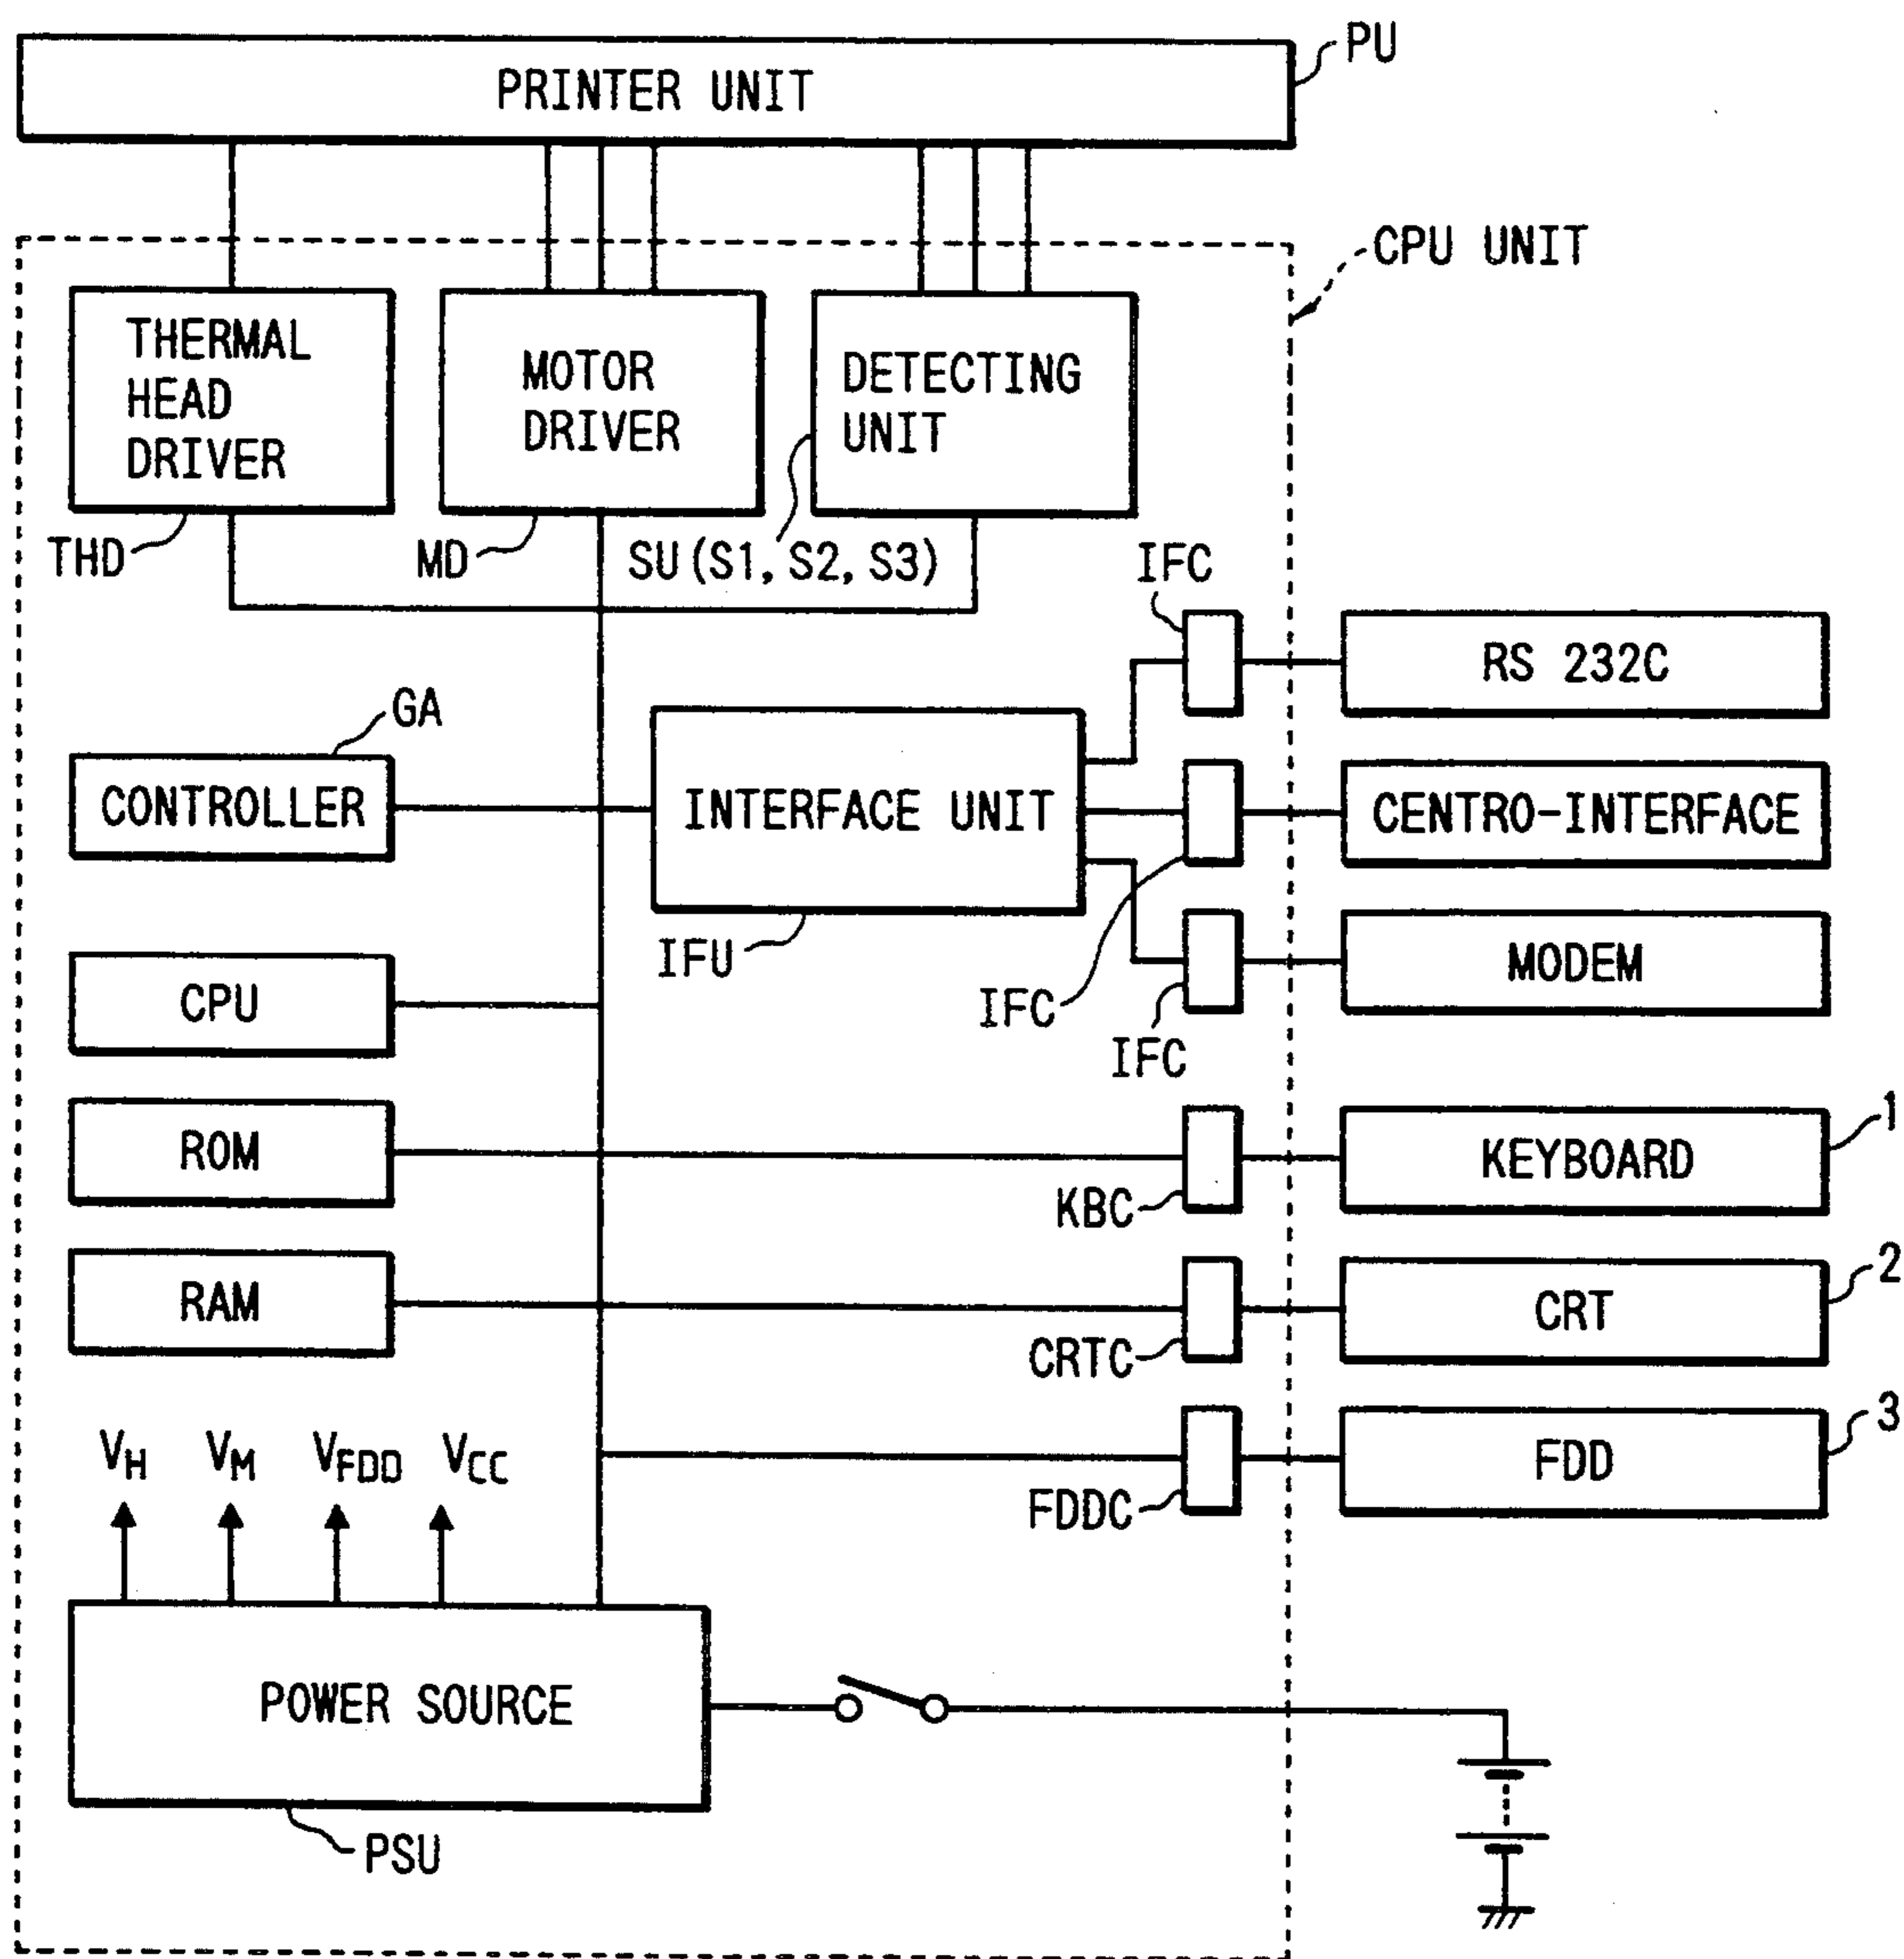 PU
PRINTER UNIT
CPU UNIT
THERMAL
HEAD
DRIVER
MOTOR
DRIVER
DETECTING
UNIT
THD
MD
SU (S1, S2, S3)
IFC
RS 232C
GA
CONTROLLER
INTERFACE UNIT
CENTRO-INTERFACE
IFU
IFC
MODEM
IFC
CPU
ROM
KBC
KEYBOARD
1
RAM
CRTC
CRT
2
VH
VM
VFDD
VCC
FDDC
FDD
3
POWER SOURCE
PSU